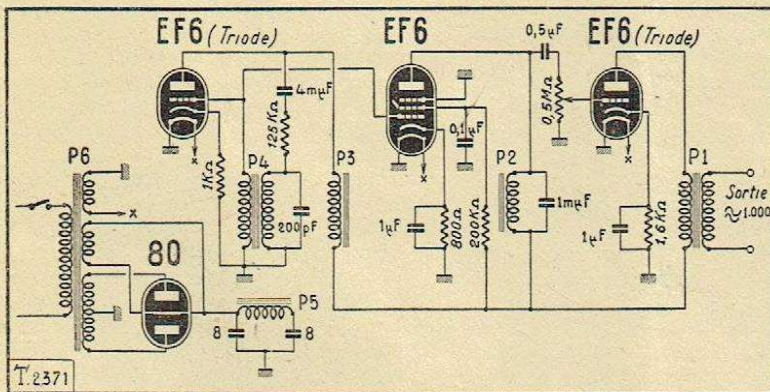 EF6 (Triode)
EF6
EF6 (Triode)
0,5µF
4mµF
125KΩ
0,1µF
0,5MΩ
P6
x
1KΩ
P4
P3
x
P2
x
P1
Sortie
≈1.000
x
80
200pF
1µF
800Ω
200KΩ
1mµF
1µF
1,6KΩ
P5
8
8
T.2371